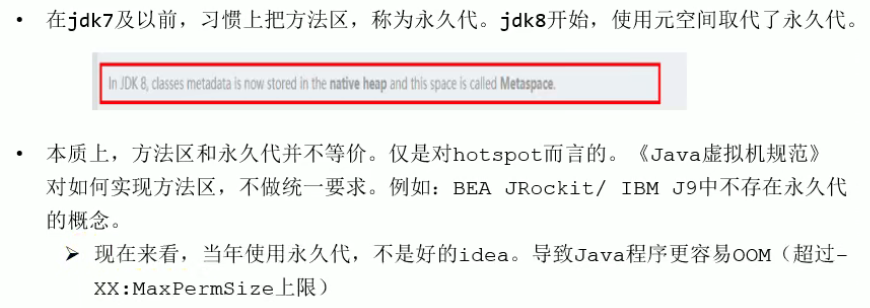 • 在jdk7及以前，习惯上把方法区，称为永久代。jdk8开始，使用元空间取代了永久代。
In JDK 8, classes metadata is now stored in the native heap and this space is called Metaspace.
• 本质上，方法区和永久代并不等价。仅是对hotspot而言的。《Java虚拟机规范》
对如何实现方法区，不做统一要求。例如：BEA JRockit/ IBM J9中不存在永久代
的概念。
➢ 现在来看，当年使用永久代，不是好的idea。导致Java程序更容易OOM（超过-
XX:MaxPermSize上限）